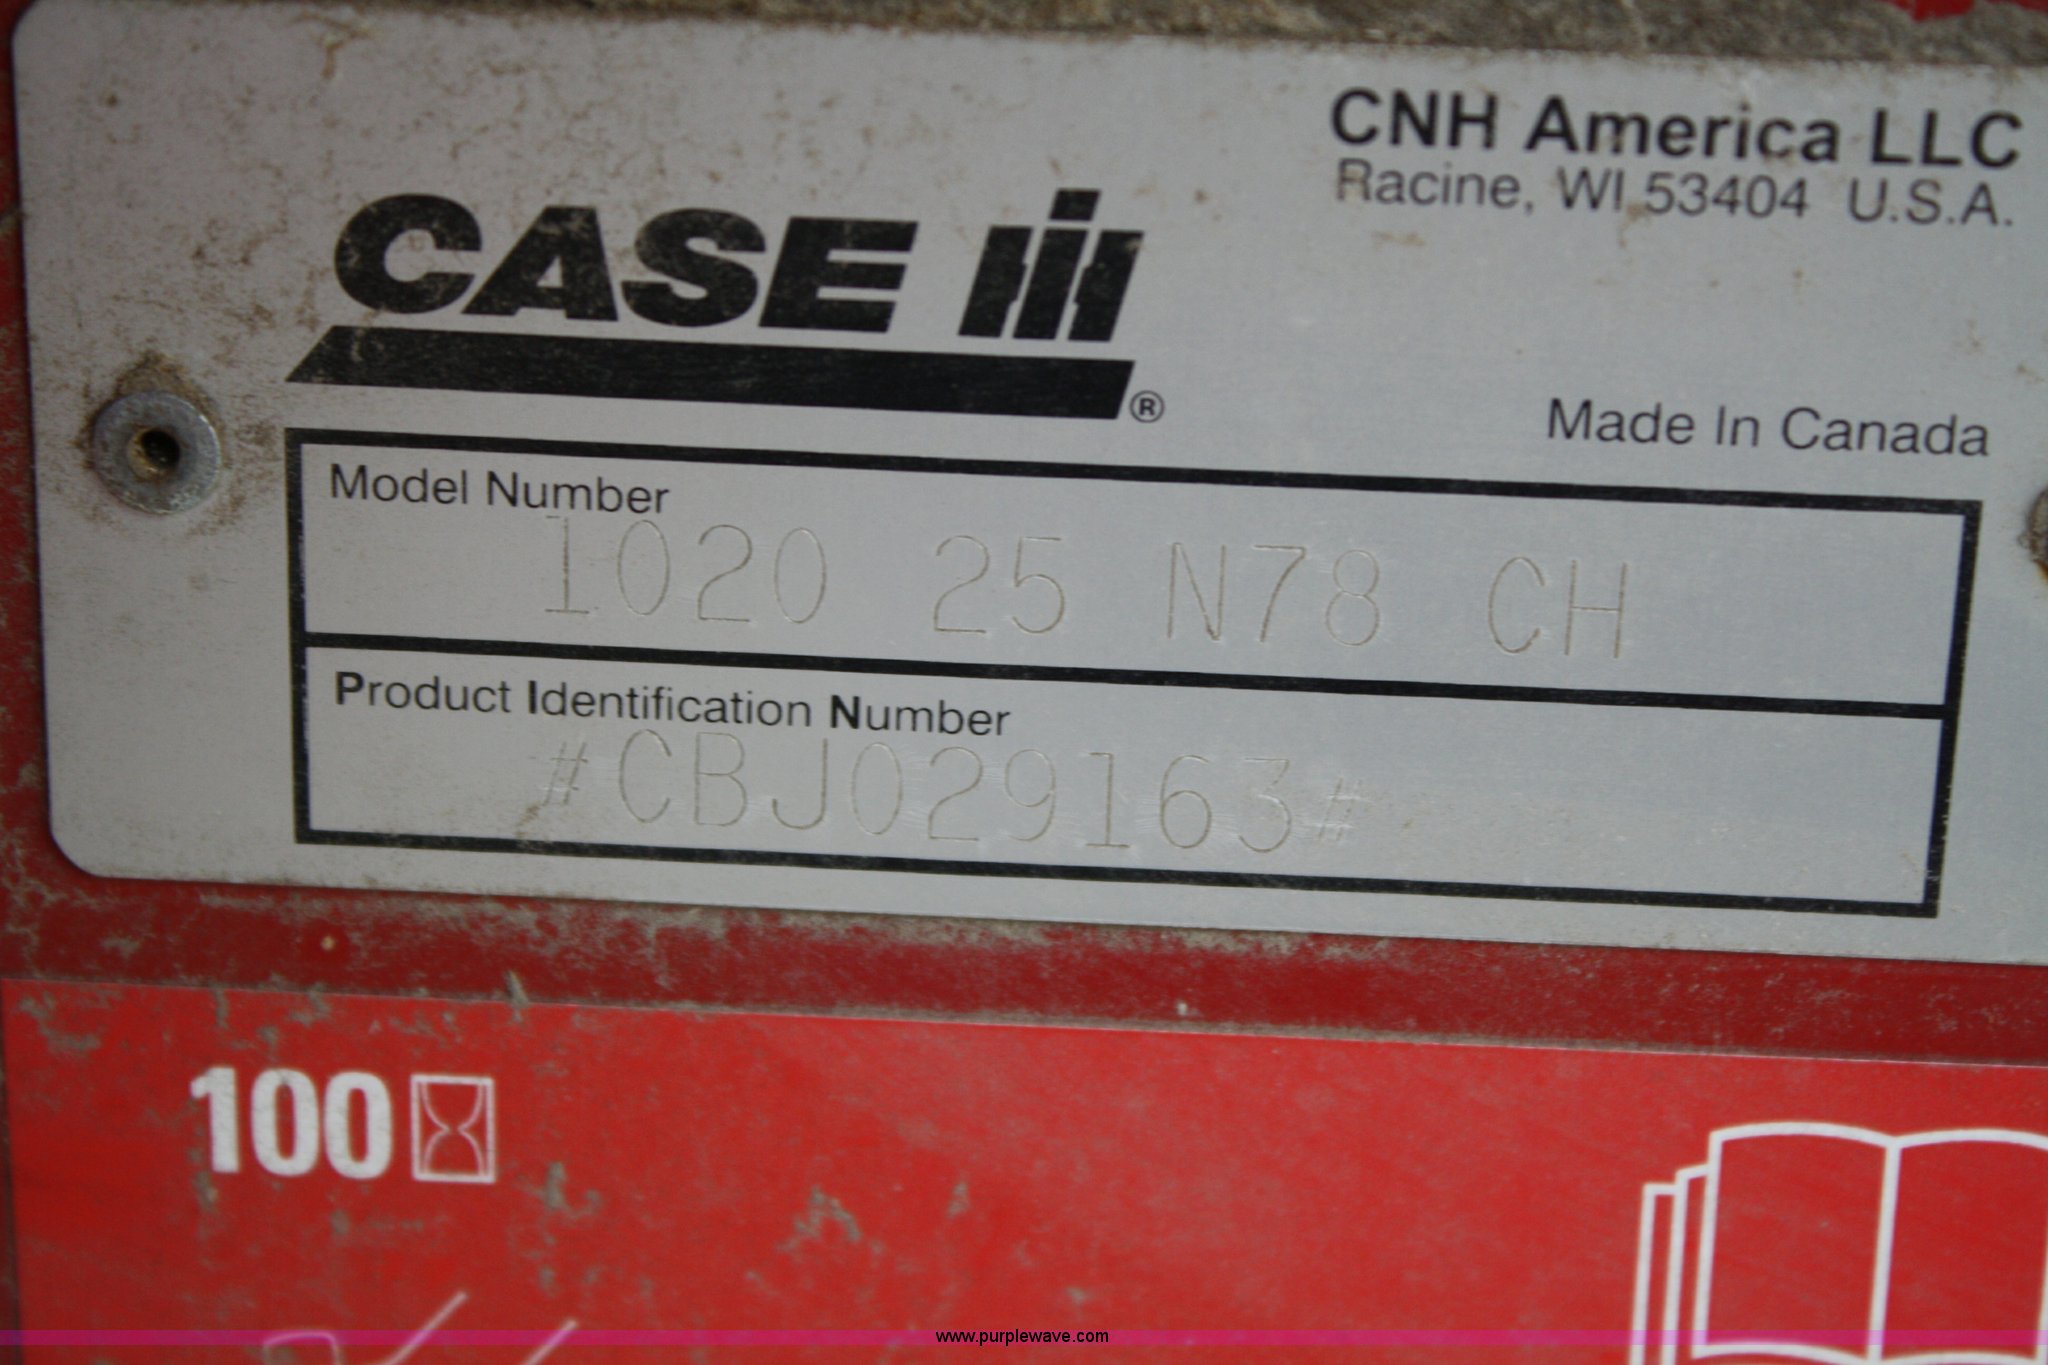 CNH America LLC
Racine, WI 53404 U.S.A.
CASE IH®
Made In Canada
Model Number
1020 25 N78 CH
Product Identification Number
#CBJ029163#
100
www.purplewave.com